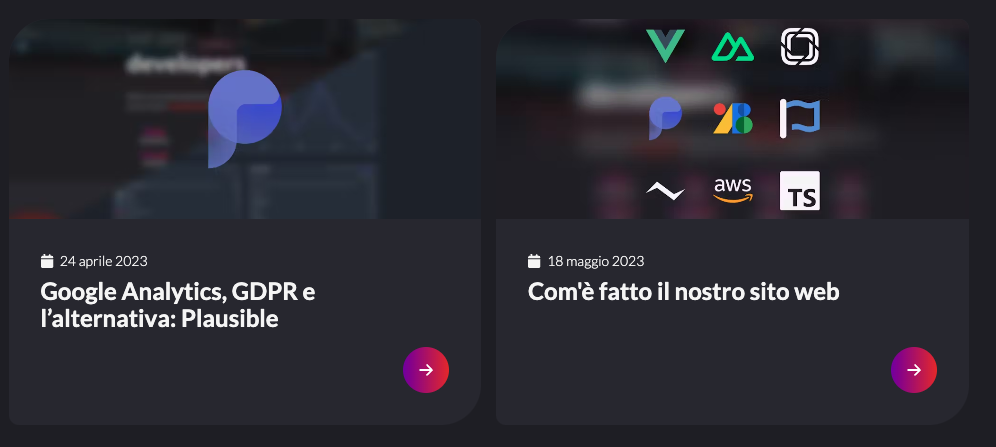 developers
24 aprile 2023
Google Analytics, GDPR e
l’alternativa: Plausible
aws
TS
18 maggio 2023
Com'è fatto il nostro sito web